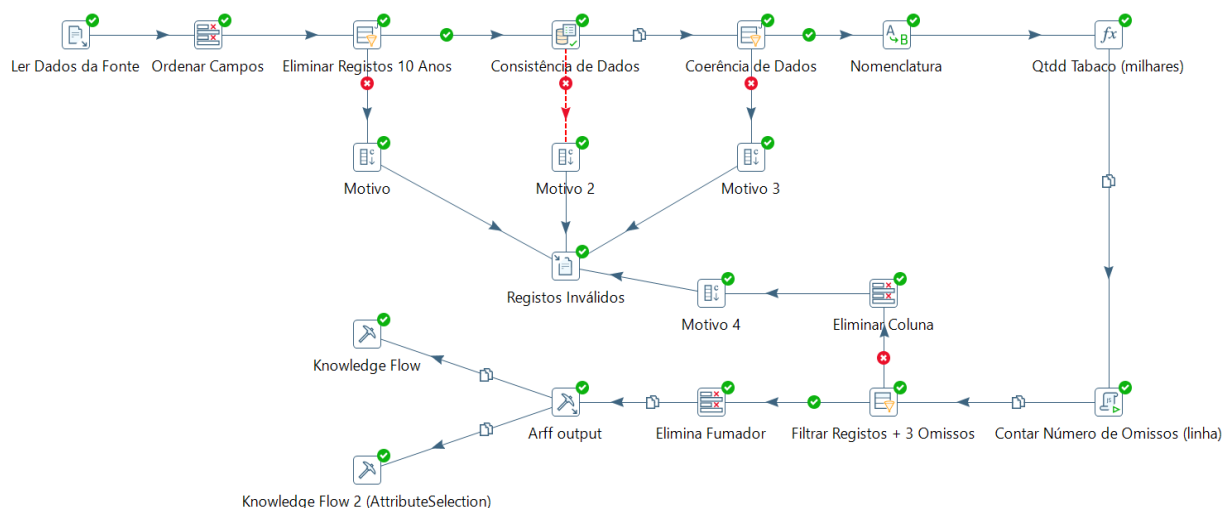 Ler Dados da Fonte
Ordenar Campos
Eliminar Registos 10 Anos
Consistência de Dados
Coerência de Dados
Nomenclatura
Qtdd Tabaco (milhares)
Motivo
Motivo 2
Motivo 3
Registos Inválidos
Motivo 4
Eliminar Coluna
Knowledge Flow
Arff output
Elimina Fumador
Filtrar Registos + 3 Omissos
Contar Número de Omissos (linha)
Knowledge Flow 2 (AttributeSelection)